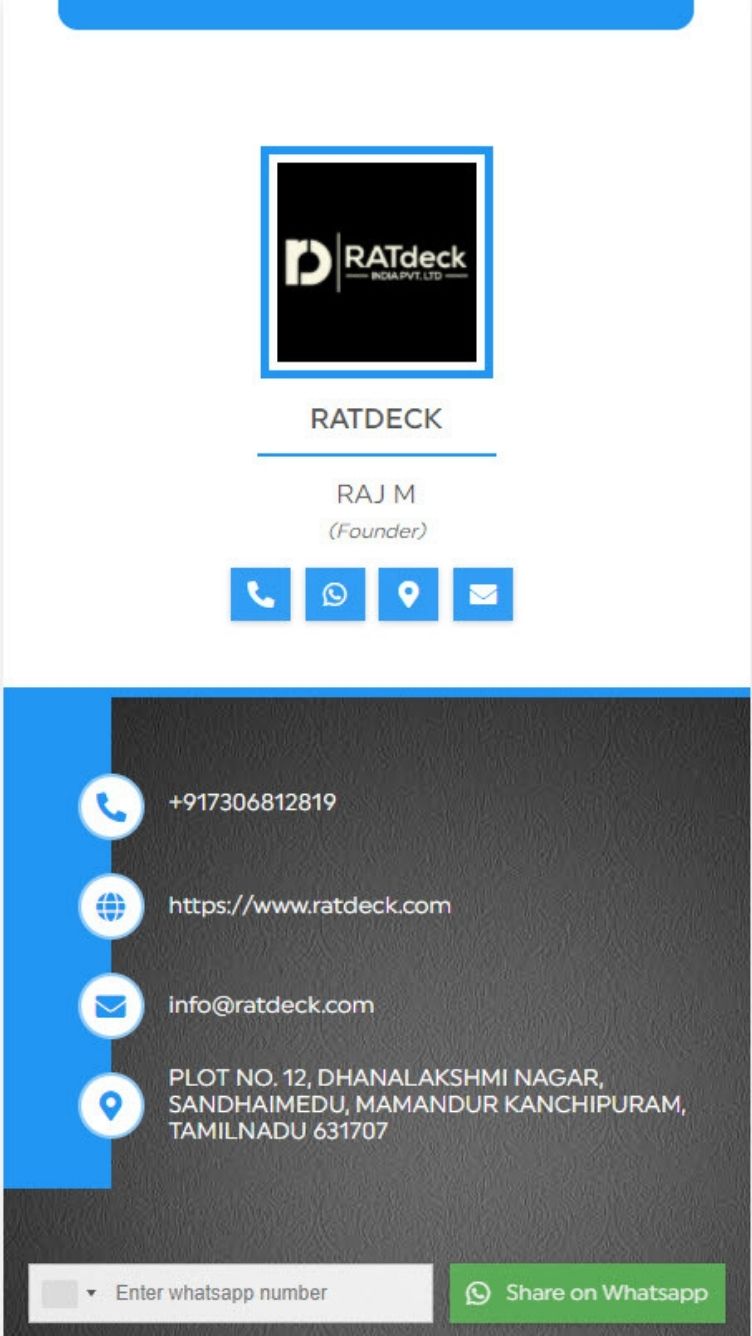 RATdeck
INDIA PVT. LTD
RATDECK
RAJ M
(Founder)
+917306812819
https://www.ratdeck.com
info@ratdeck.com
PLOT NO. 12, DHANALAKSHMI NAGAR,
SANDHAIMEDU, MAMANDUR KANCHIPURAM,
TAMILNADU 631707
Enter whatsapp number
Share on Whatsapp